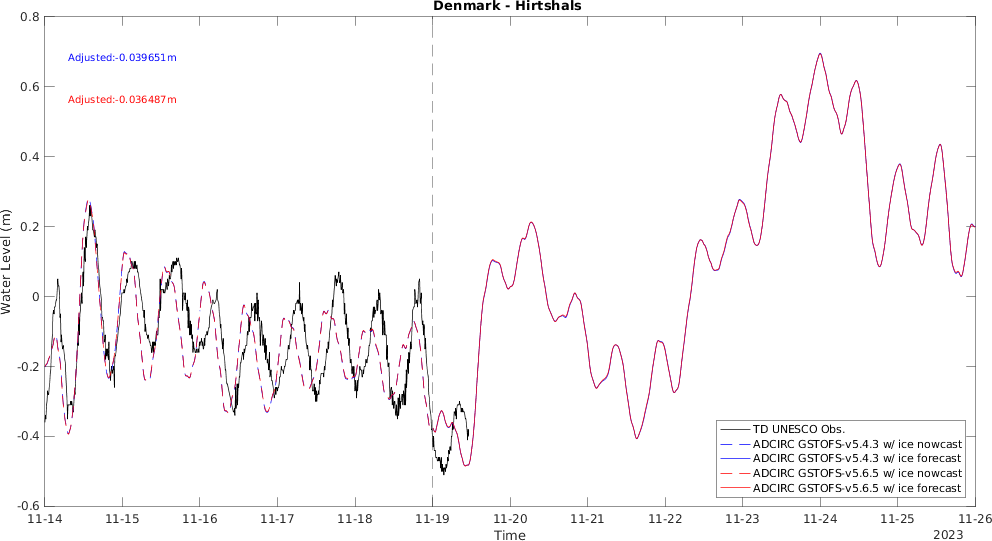 Denmark - Hirtshals
0.8
0.6
0.4
0.2
0
-0.2
-0.4
-0.6
Water Level (m)
Adjusted:-0.039651m
Adjusted:-0.036487m
TD UNESCO Obs.
ADCIRC GSTOFS-v5.4.3 w/ ice nowcast
ADCIRC GSTOFS-v5.4.3 w/ ice forecast
ADCIRC GSTOFS-v5.6.5 w/ ice nowcast
ADCIRC GSTOFS-v5.6.5 w/ ice forecast
11-14 11-15 11-16 11-17 11-18 11-19 11-20 11-21 11-22 11-23 11-24 11-25 11-26
Time
2023